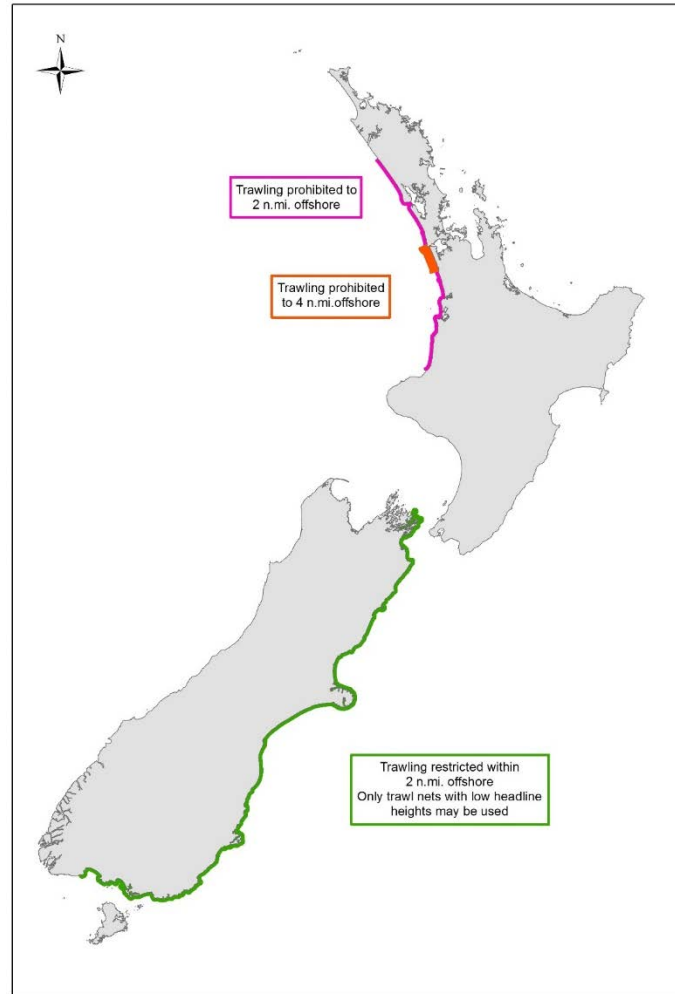 N
Trawling prohibited to
2 n.mi. offshore
Trawling prohibited
to 4 n.mi.offshore
Trawling restricted within
2 n.mi. offshore
Only trawl nets with low headline
heights may be used